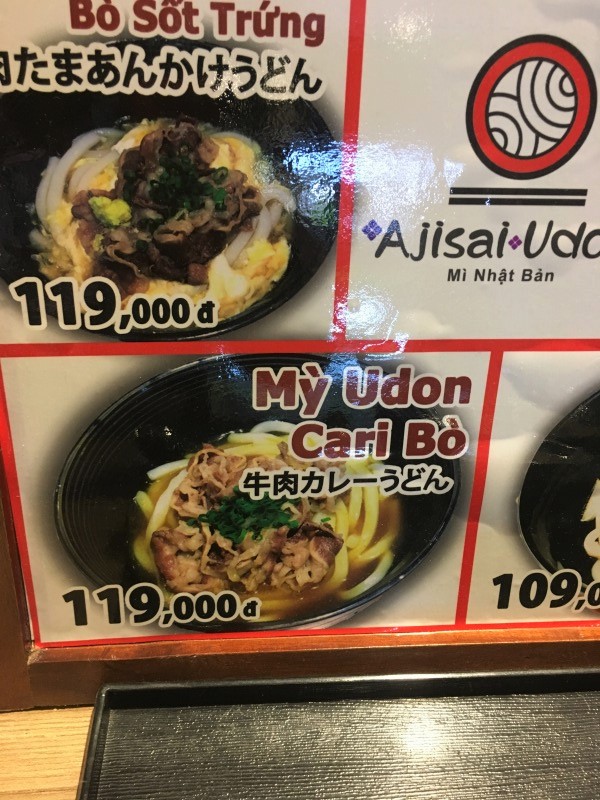 Bò Sốt Trứng
肉たまあんかけうどん
119,000 đ
Ajisai Udo
Mì Nhật Bản
Mỳ Udon
Cari Bò
牛肉カレーうどん
119,000 đ
109,0